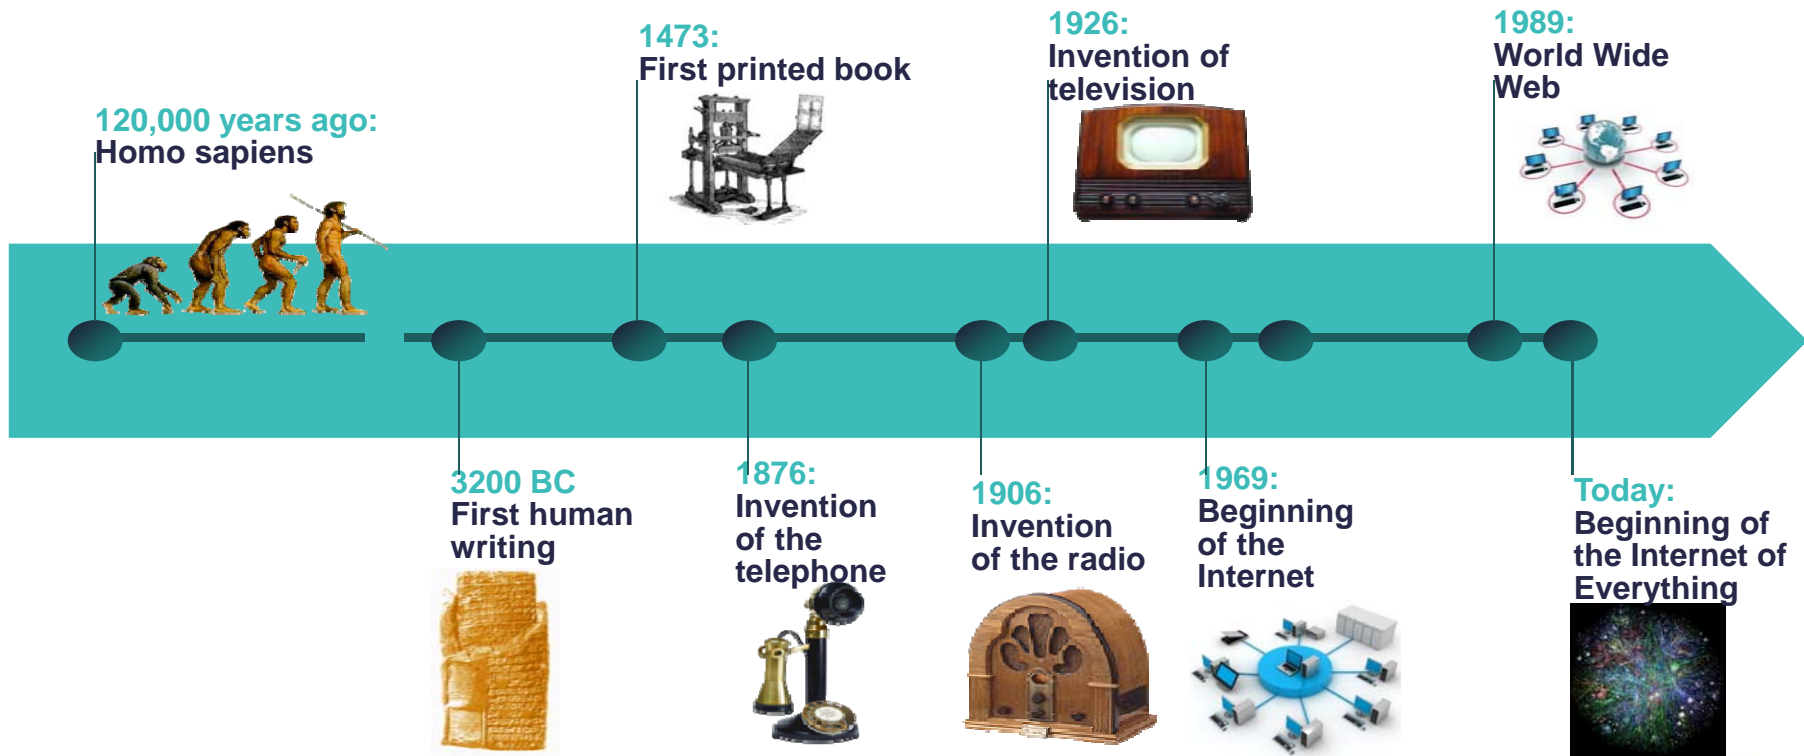 120,000 years ago:
Homo sapiens
3200 BC
First human
writing
1473:
First printed book
1876:
Invention
of the
telephone
1906:
Invention
of the radio
1926:
Invention of
television
1969:
Beginning
of the
Internet
1989:
World Wide
Web
Today:
Beginning of
the Internet of
Everything